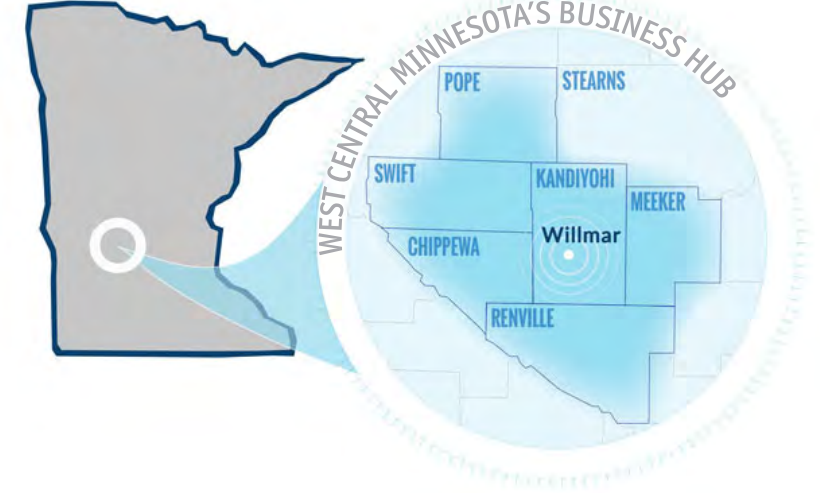 WEST CENTRAL MINNESOTA'S BUSINESS HUB
POPE
STEARNS
SWIFT
KANDIYOHI
MEEKER
Willmar
CHIPPEWA
RENVILLE